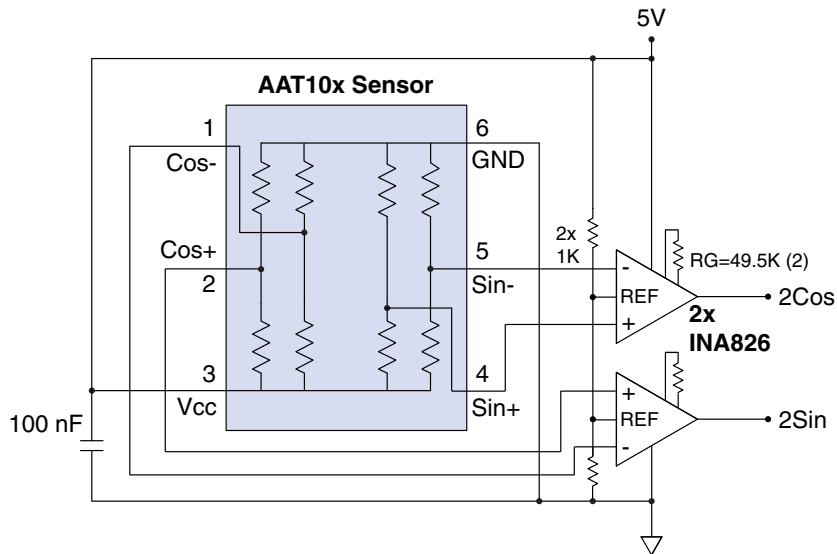 5V
AAT10x Sensor
1
Cos-
6
GND
Cos+
2
2x
1K
5
Sin-
RG=49.5K (2)
-
REF
+
2Cos
2x
INA826
3
Vcc
4
Sin+
100 nF
+
REF
-
2Sin